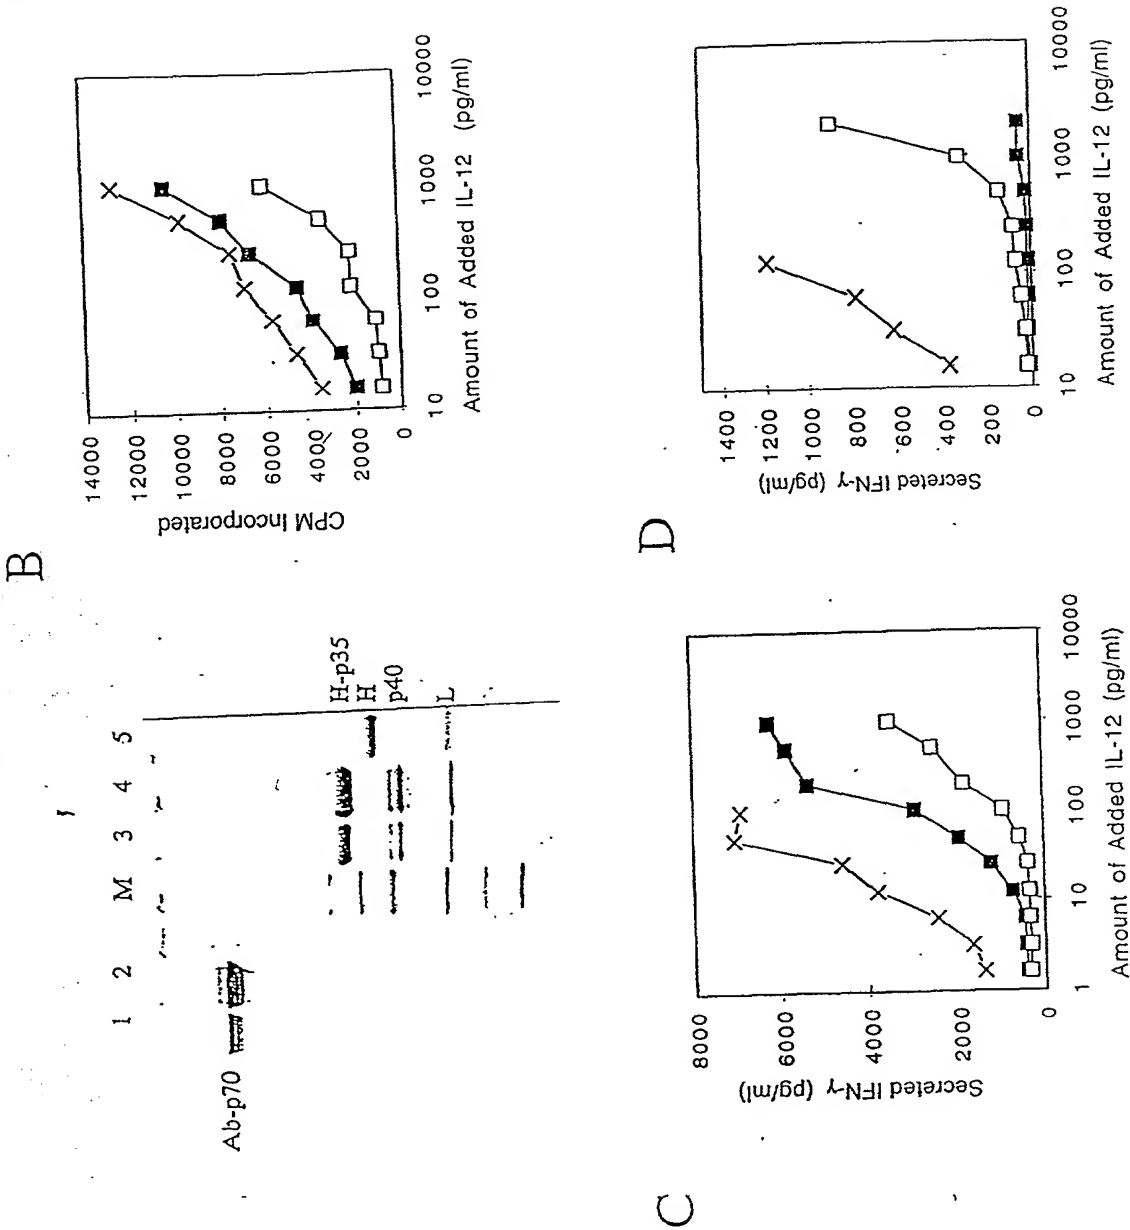 B
1 2 M 3 4 5
Ab-p70
H-p35
H
p40
L
14000
12000
10000
8000
6000
4000
2000
0
CPM Incorporated
10 100 1000 10000
Amount of Added IL-12 (pg/ml)
C
8000
6000
4000
2000
0
Secreted IFN-γ (pg/ml)
1 10 100 1000 10000
Amount of Added IL-12 (pg/ml)
D
1400
1200
1000
800
600
400
200
0
Secreted IFN-γ (pg/ml)
10 100 1000 10000
Amount of Added IL-12 (pg/ml)